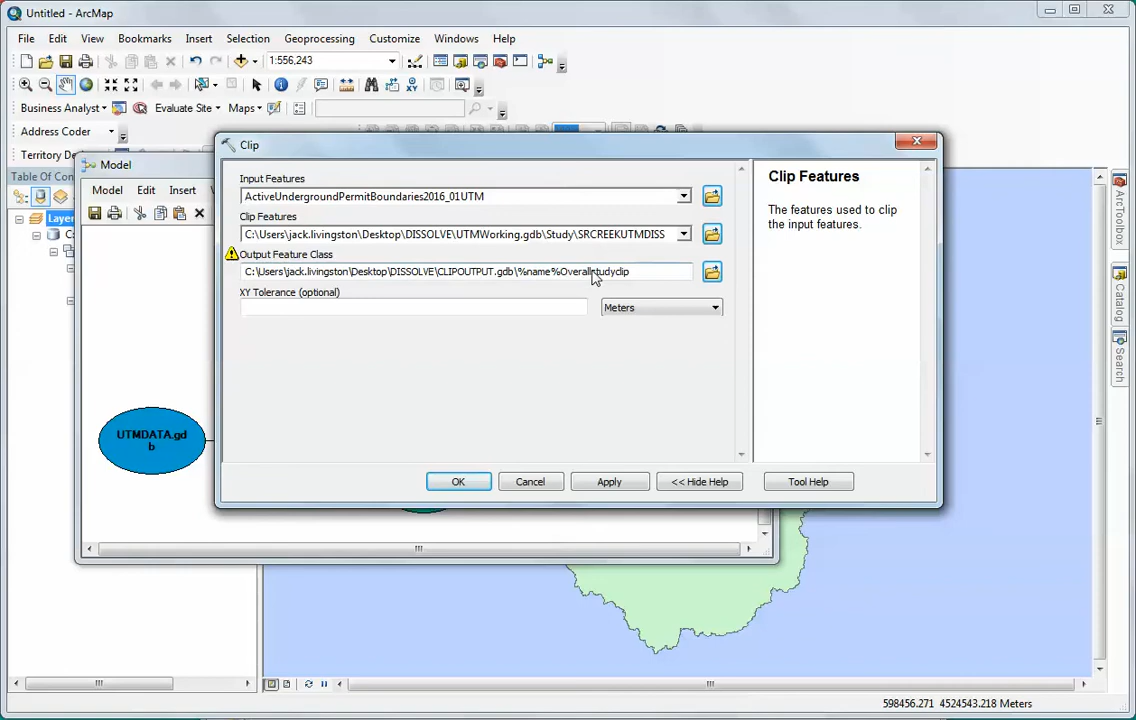 Untitled - ArcMap
File Edit View Bookmarks Insert Selection Geoprocessing Customize Windows Help
1:556,243
Business Analyst Evaluate Site Maps
Address Coder
Territory De
Table Of Con
Layer
C:
Model
Model Edit Insert
UTMDATA.gd
b
Clip
Input Features
ActiveUndergroundPermitBoundaries2016_01UTM
Clip Features
C:\Users\jack.livingston\Desktop\DISSOLVE\UTMWorking.gdb\Study\SRCREEKUTMDISS
Output Feature Class
C:\Users\jack.livingston\Desktop\DISSOLVE\CLIPOUTPUT.gdb\%name%Overallstudyclip
XY Tolerance (optional)
Meters
OK Cancel Apply << Hide Help Tool Help
Clip Features
The features used to clip
the input features.
ArcToolbox
Catalog
Search
598456.271 4524543.218 Meters